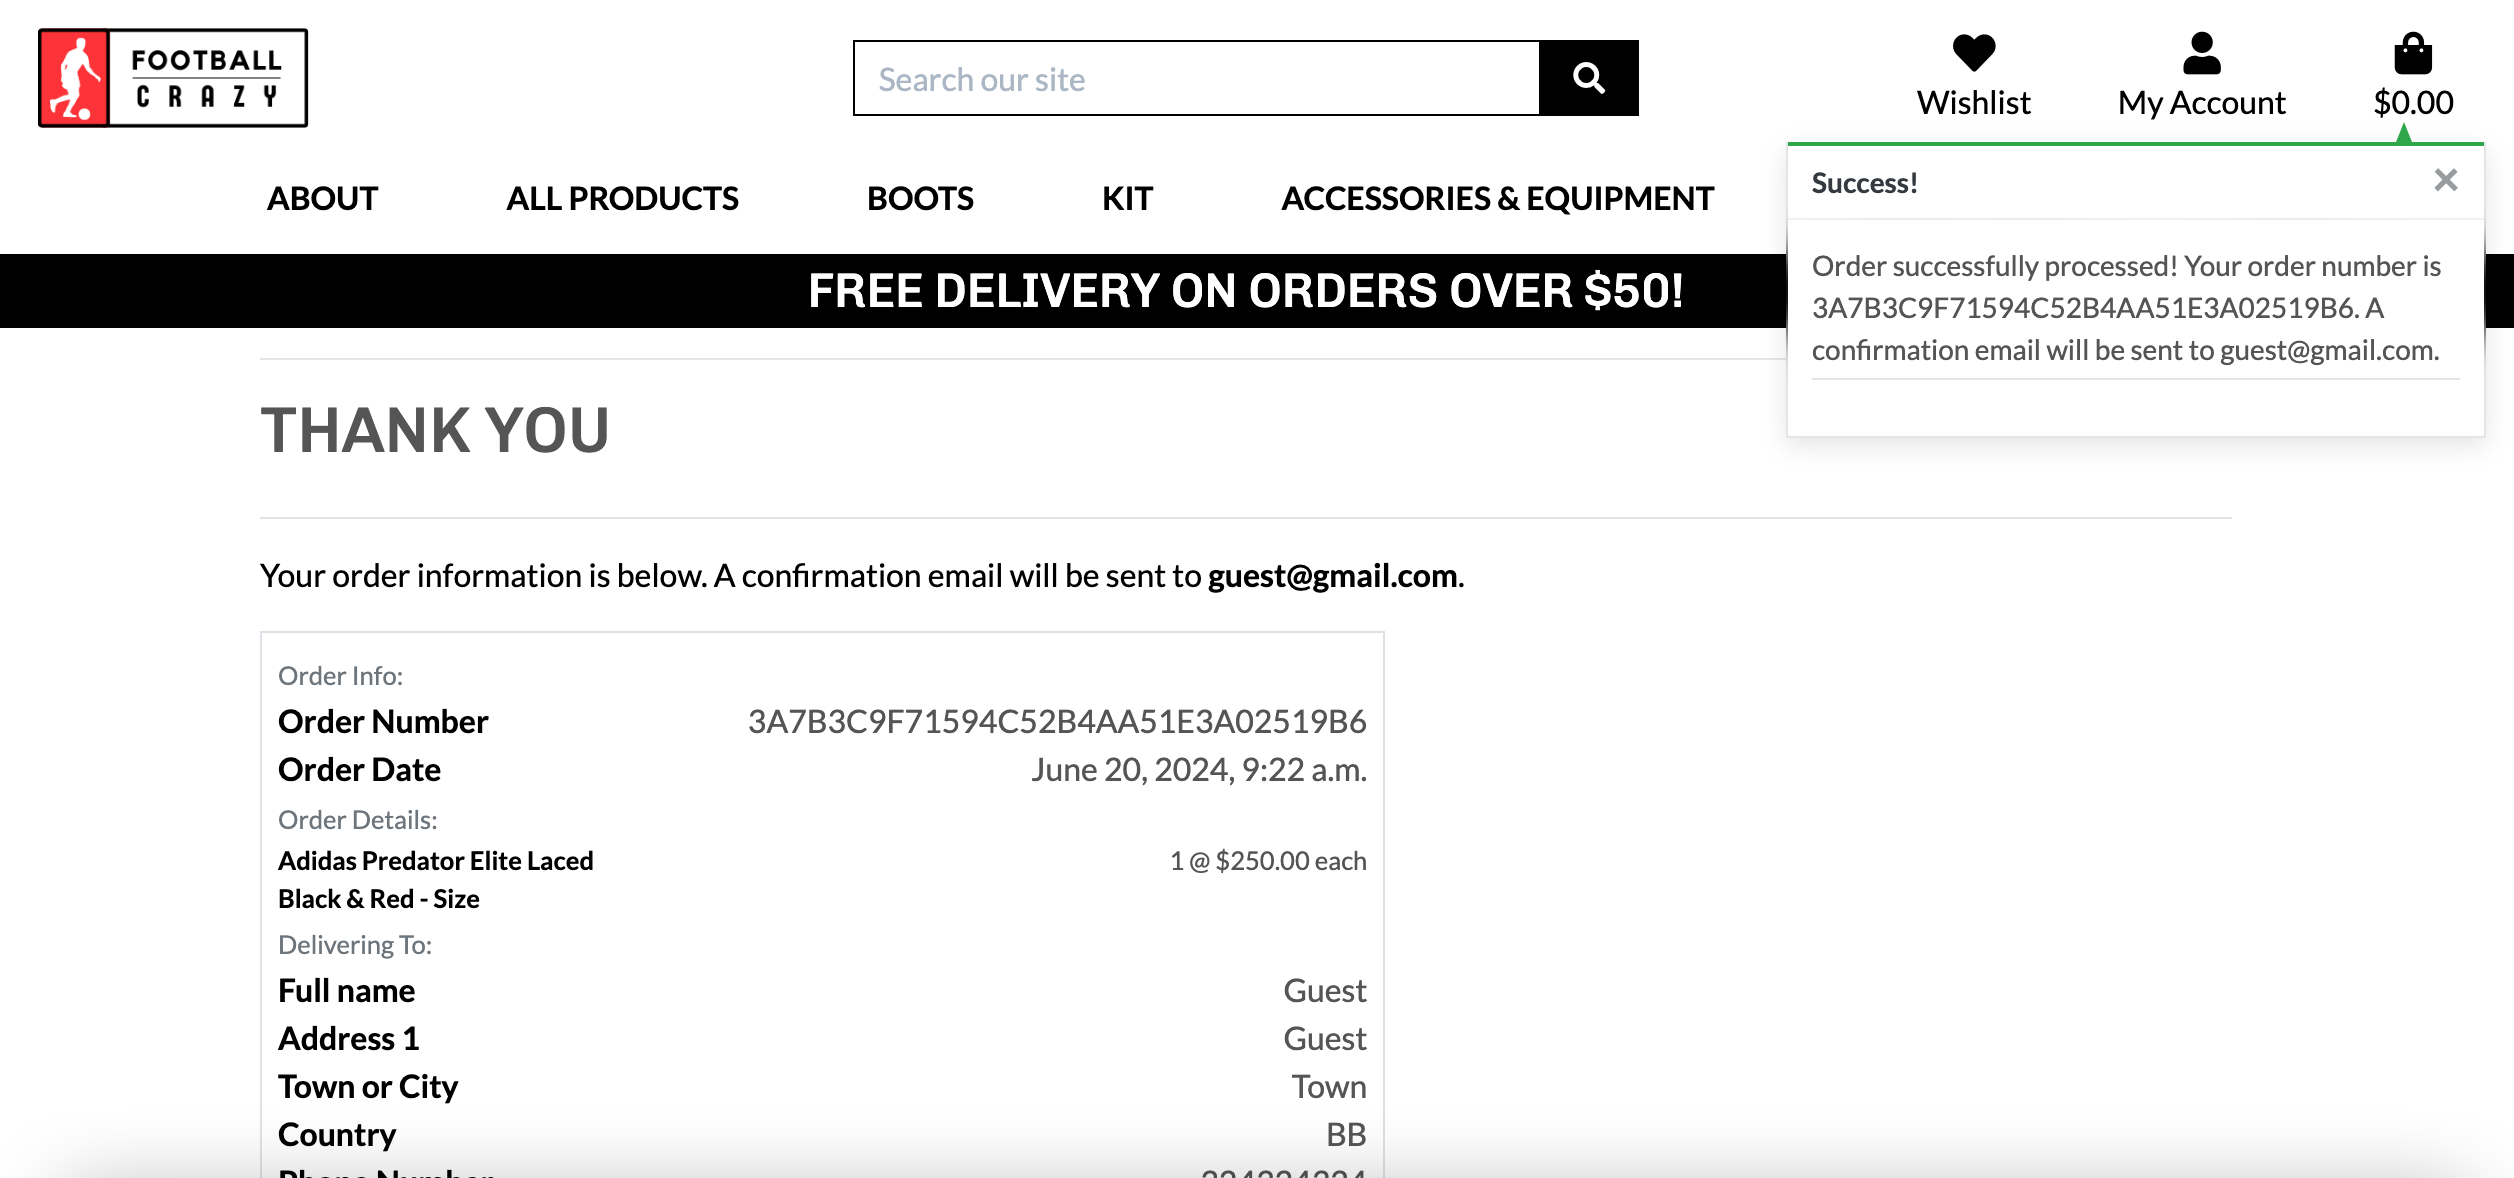 FOOTBALL
CRAZY
Search our site
Wishlist
My Account
$0.00
ABOUT
ALL PRODUCTS
BOOTS
KIT
ACCESSORIES & EQUIPMENT
FREE DELIVERY ON ORDERS OVER $50!
Success!
Order successfully processed! Your order number is
3A7B3C9F71594C52B4AA51E3A02519B6. A
confirmation email will be sent to guest@gmail.com.
THANK YOU
Your order information is below. A confirmation email will be sent to guest@gmail.com.
Order Info:
Order Number 3A7B3C9F71594C52B4AA51E3A02519B6
Order Date June 20, 2024, 9:22 a.m.
Order Details:
Adidas Predator Elite Laced 1 @ $250.00 each
Black & Red - Size
Delivering To:
Full name Guest
Address 1 Guest
Town or City Town
Country BB
Phone Number